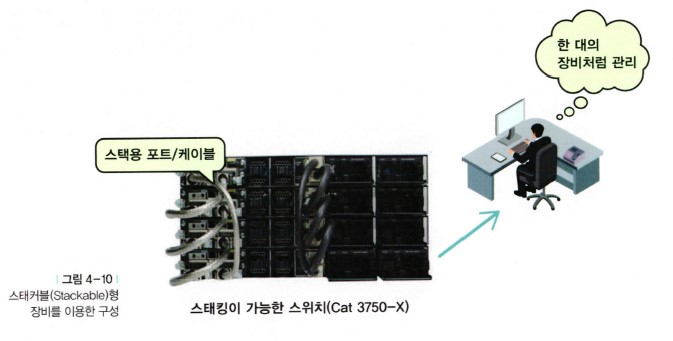 한 대의
장비처럼 관리
스택용 포트/케이블
| 그림 4-10 |
스태커블(Stackable)형
장비를 이용한 구성
스태킹이 가능한 스위치(Cat 3750-X)